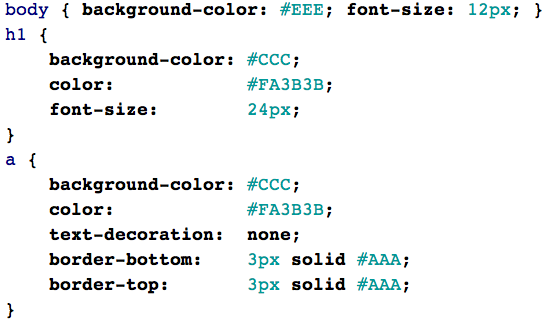 body { background-color: #EEE; font-size: 12px; }
h1 {
    background-color: #CCC;
    color:            #FA3B3B;
    font-size:        24px;
}
a {
    background-color: #CCC;
    color:            #FA3B3B;
    text-decoration:  none;
    border-bottom:    3px solid #AAA;
    border-top:       3px solid #AAA;
}